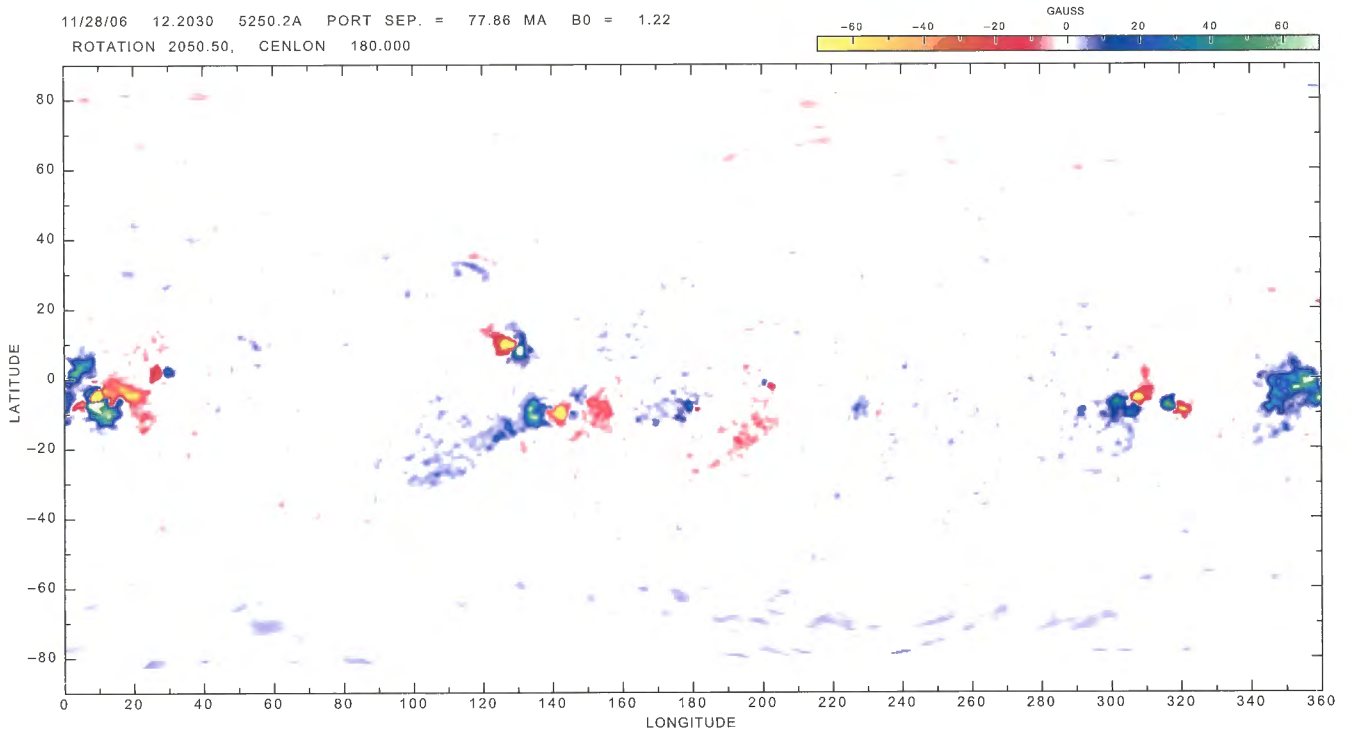 11/28/06 12.2030 5250.2A PORT SEP. = 77.86 MA B0 = 1.22
ROTATION 2050.50, CENLON 180.000
GAUSS
−60 −40 −20 0 20 40 60
80
60
40
20
0
−20
−40
−60
−80
LATITUDE
0 20 40 60 80 100 120 140 160 180 200 220 240 260 280 300 320 340 360
LONGITUDE